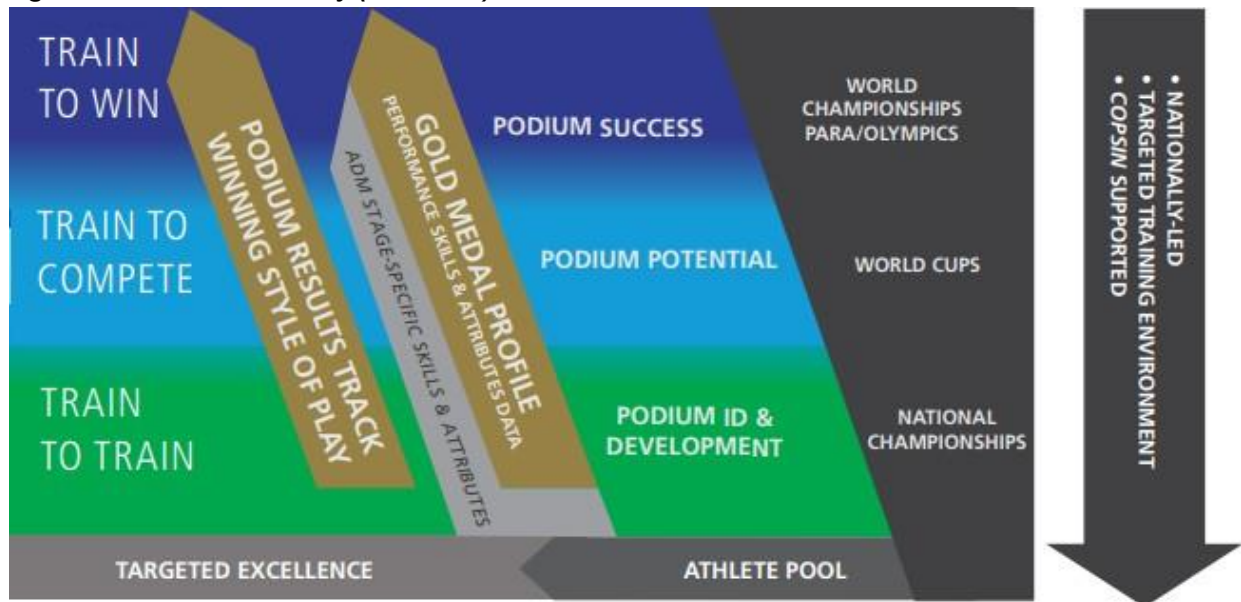 TRAIN
TO WIN
TRAIN TO
COMPETE
TRAIN
TO TRAIN
PODIUM RESULTS TRACK
WINNING STYLE OF PLAY
GOLD MEDAL PROFILE
PERFORMANCE SKILLS & ATTRIBUTES DATA
ADM STAGE-SPECIFIC SKILLS & ATTRIBUTES
PODIUM SUCCESS
PODIUM POTENTIAL
PODIUM ID &
DEVELOPMENT
WORLD
CHAMPIONSHIPS
PARA/OLYMPICS
WORLD CUPS
NATIONAL
CHAMPIONSHIPS
• NATIONALLY-LED
• TARGETED TRAINING ENVIRONMENT
• COPSIN SUPPORTED
TARGETED EXCELLENCE
ATHLETE POOL